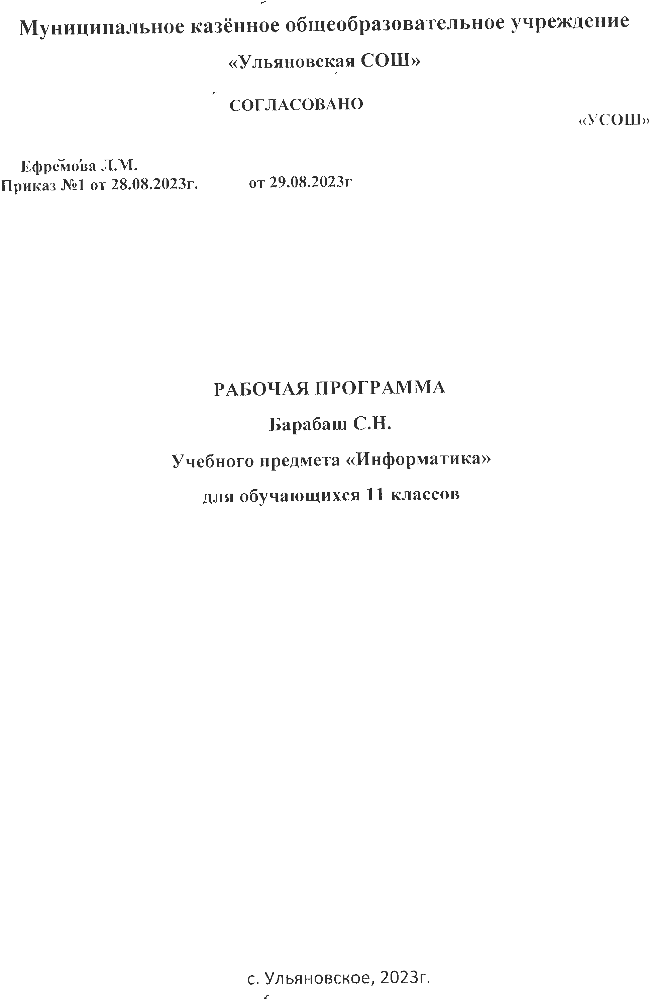 Муниципальное казённое общеобразовательное учреждение
«Ульяновская СОШ»
СОГЛАСОВАНО
«УСОШ»
Ефремова Л.М.
Приказ №1 от 28.08.2023г. от 29.08.2023г
РАБОЧАЯ ПРОГРАММА
Барабаш С.Н.
Учебного предмета «Информатика»
для обучающихся 11 классов
с. Ульяновское, 2023г.